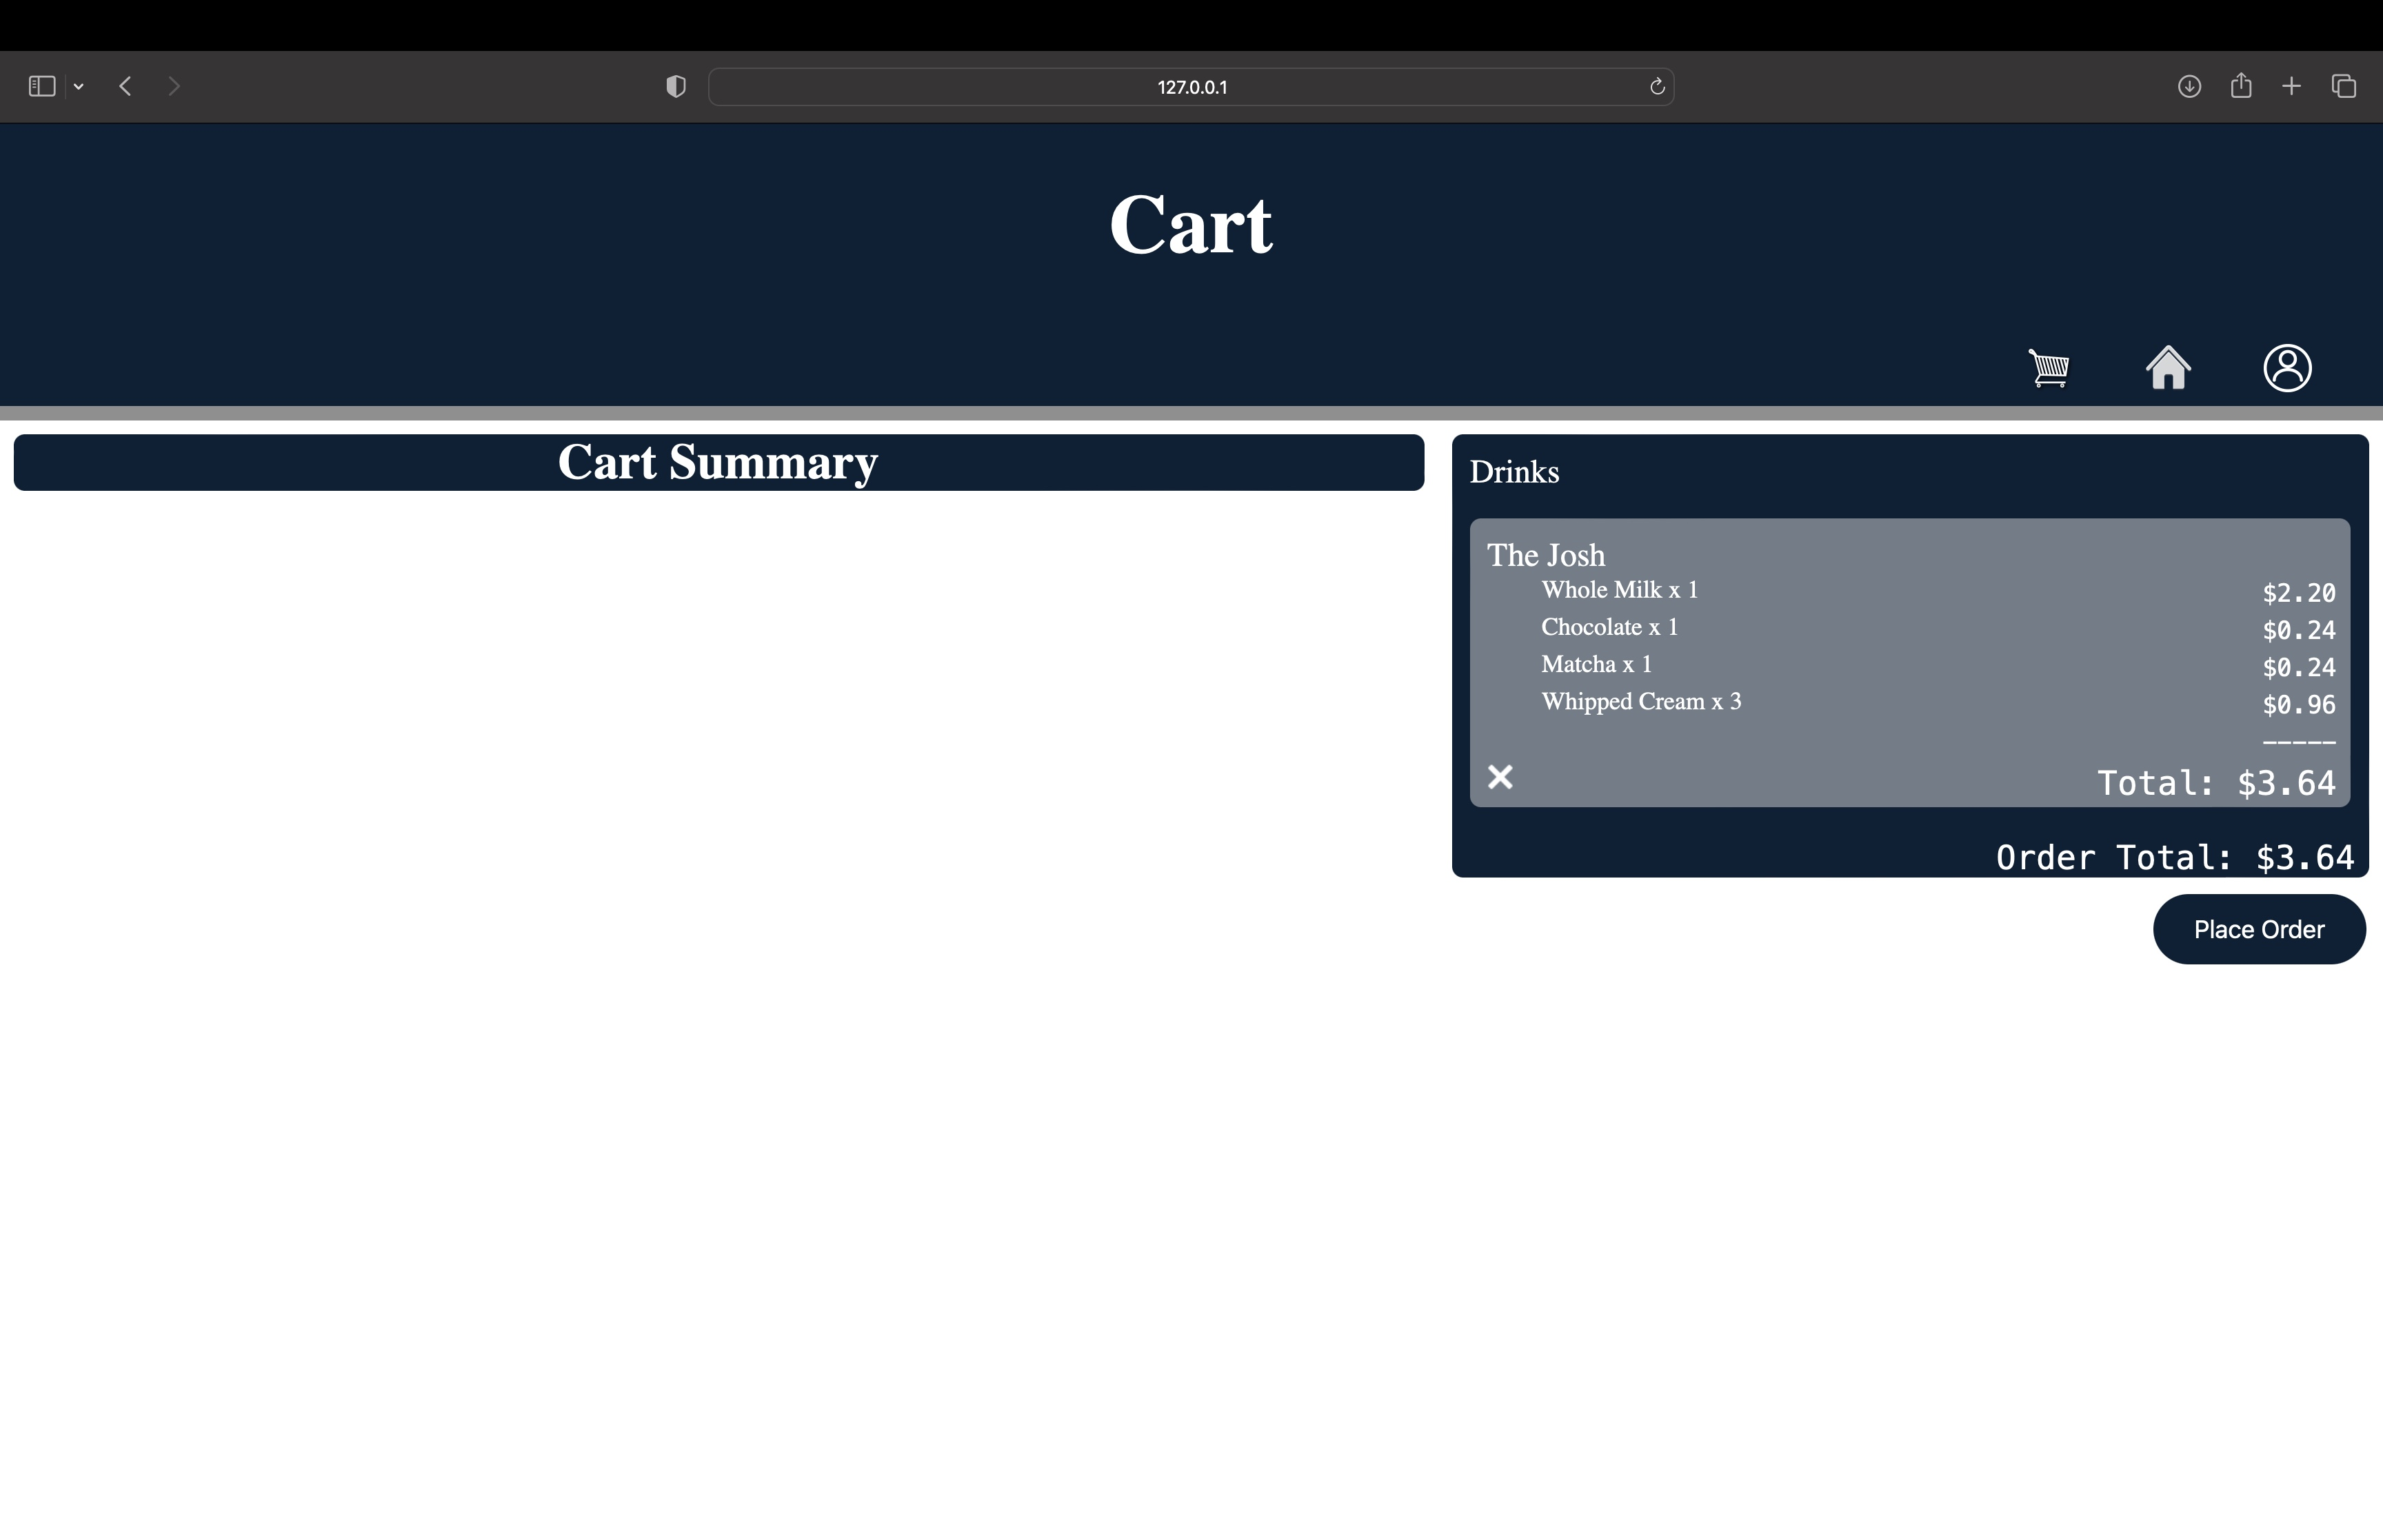 127.0.0.1
Cart
Cart Summary
Drinks
The Josh
Whole Milk x 1 $2.20
Chocolate x 1 $0.24
Matcha x 1 $0.24
Whipped Cream x 3 $0.96
-----
Total: $3.64
Order Total: $3.64
Place Order